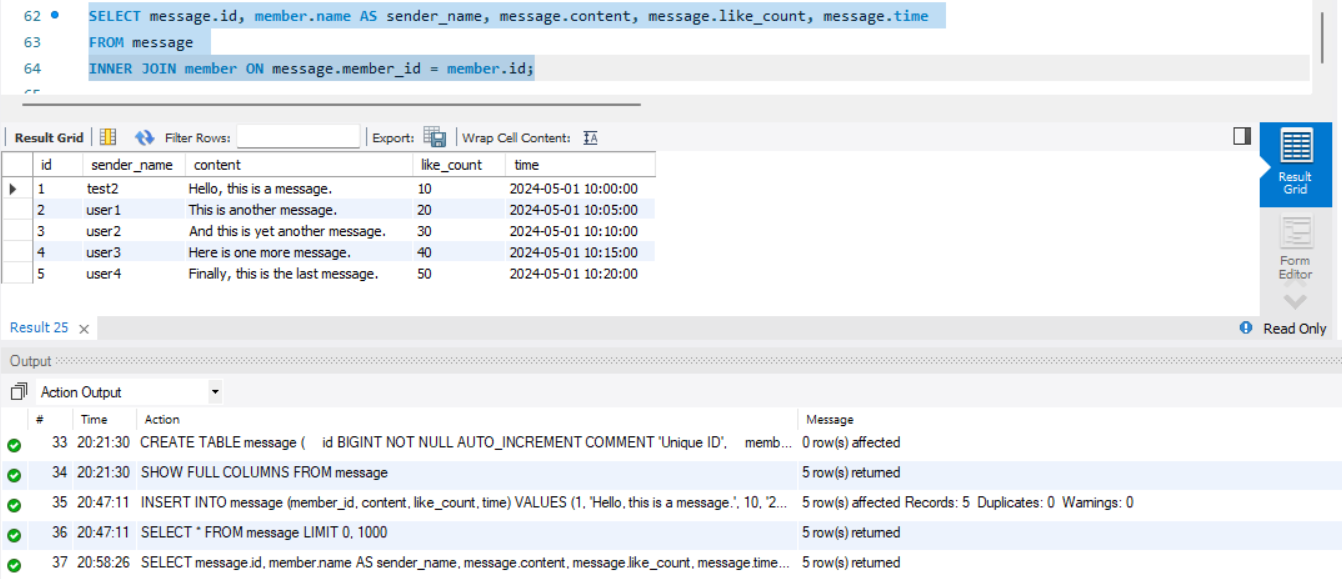 62 SELECT message.id, member.name AS sender_name, message.content, message.like_count, message.time
63 FROM message
64 INNER JOIN member ON message.member_id = member.id;
65
Result Grid Filter Rows: Export: Wrap Cell Content:
id sender_name content like_count time
1 test2 Hello, this is a message. 10 2024-05-01 10:00:00
2 user1 This is another message. 20 2024-05-01 10:05:00
3 user2 And this is yet another message. 30 2024-05-01 10:10:00
4 user3 Here is one more message. 40 2024-05-01 10:15:00
5 user4 Finally, this is the last message. 50 2024-05-01 10:20:00
Result
Grid
Form
Editor
Result 25 Read Only
Output
Action Output
# Time Action Message
33 20:21:30 CREATE TABLE message ( id BIGINT NOT NULL AUTO_INCREMENT COMMENT 'Unique ID', memb... 0 row(s) affected
34 20:21:30 SHOW FULL COLUMNS FROM message 5 row(s) returned
35 20:47:11 INSERT INTO message (member_id, content, like_count, time) VALUES (1, 'Hello, this is a message.', 10, '2... 5 row(s) affected Records: 5 Duplicates: 0 Warnings: 0
36 20:47:11 SELECT * FROM message LIMIT 0, 1000 5 row(s) returned
37 20:58:26 SELECT message.id, member.name AS sender_name, message.content, message.like_count, message.time... 5 row(s) returned